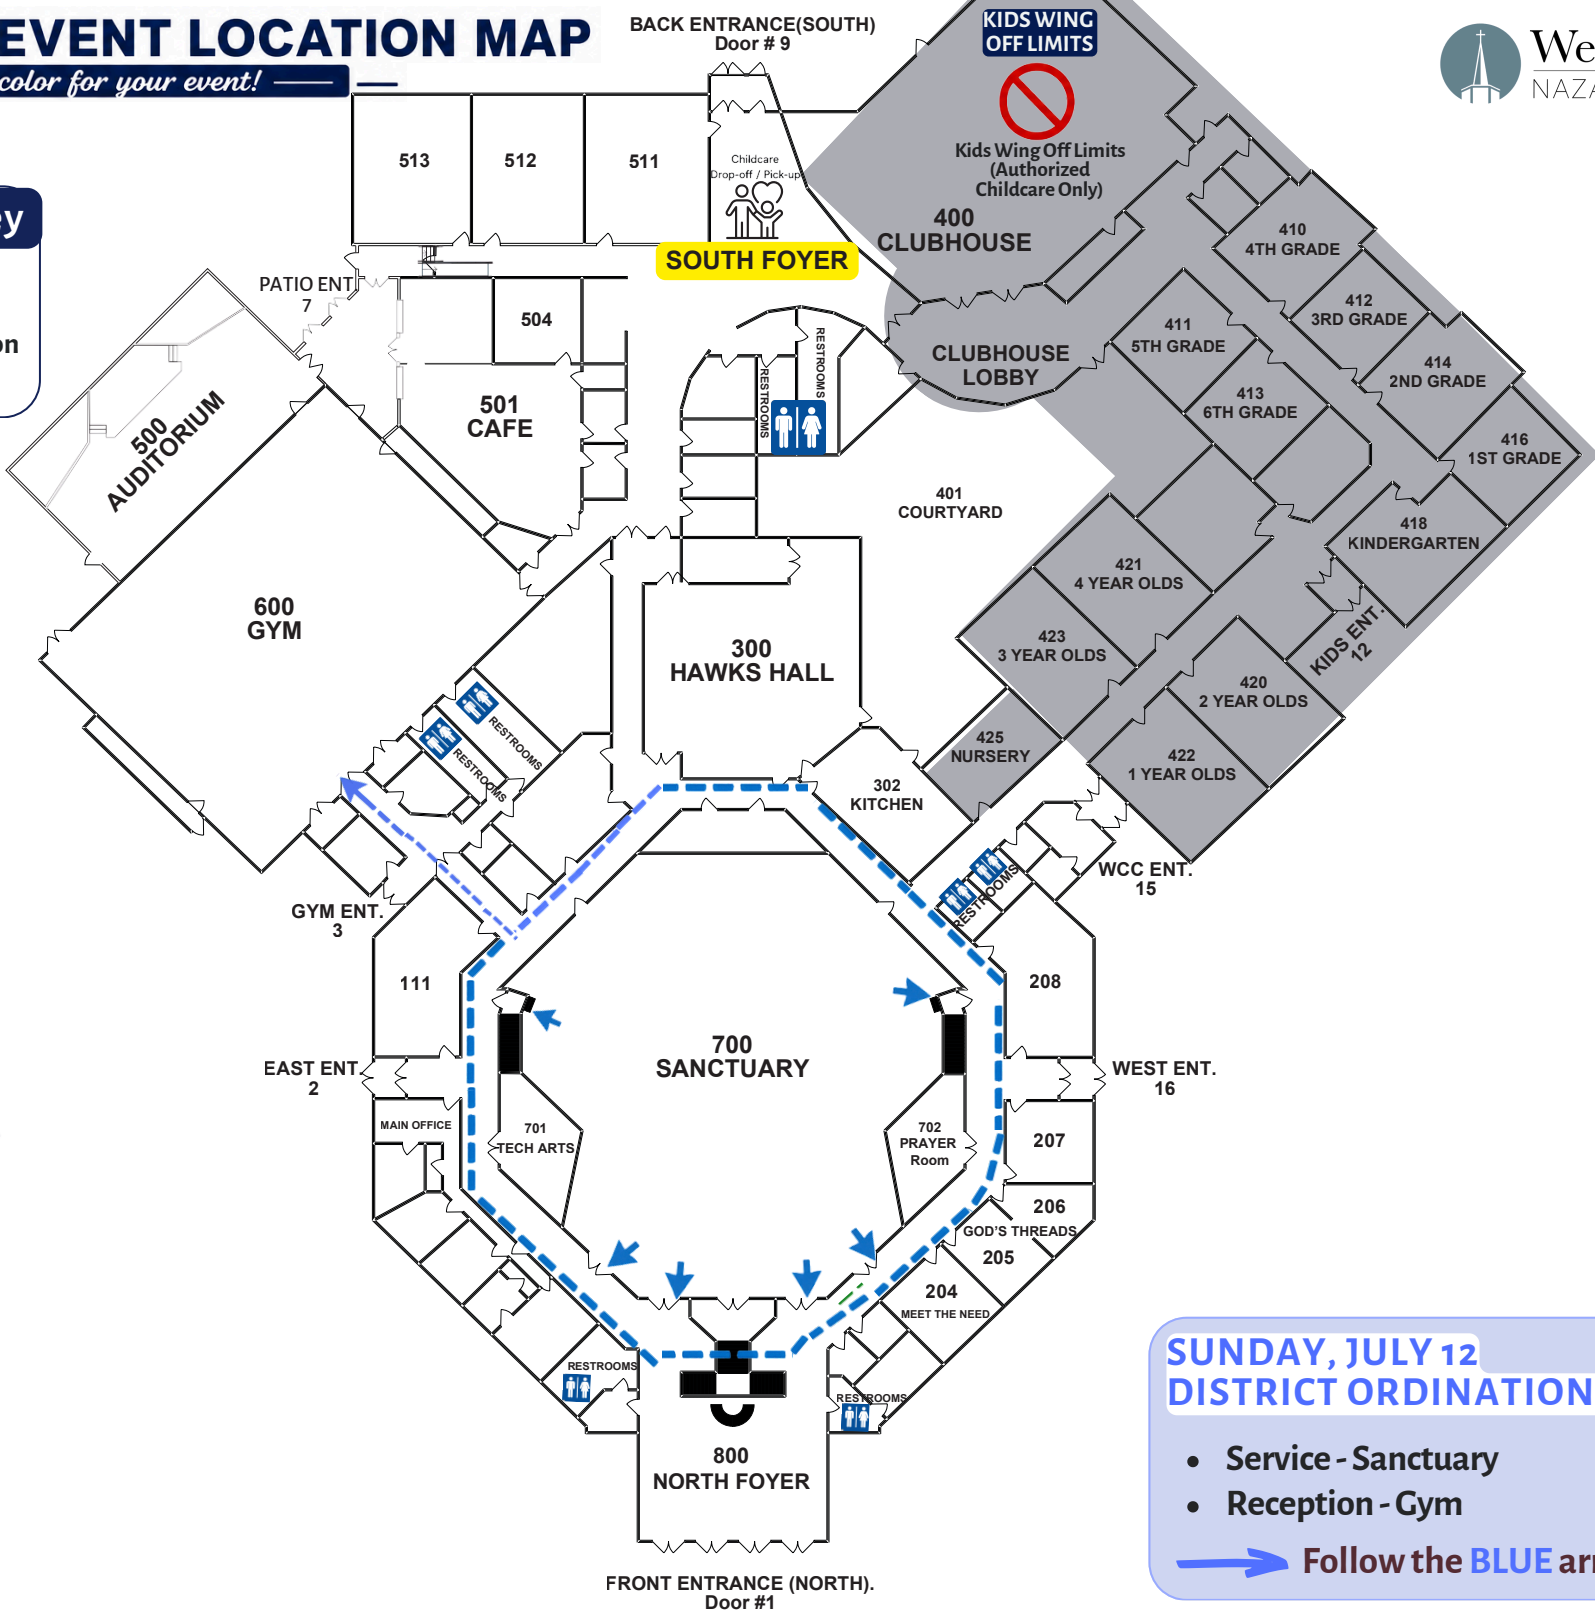 EVENT LOCATION MAP
color for your event!
BACK ENTRANCE(SOUTH)
Door # 9
KIDS WING
OFF LIMITS
Kids Wing Off Limits
(Authorized
Childcare Only)
We
NAZA
ey
on
513
512
511
Childcare
Drop-off / Pick-up
SOUTH FOYER
400
CLUBHOUSE
410
4TH GRADE
412
3RD GRADE
414
2ND GRADE
416
1ST GRADE
411
5TH GRADE
413
6TH GRADE
418
KINDERGARTEN
CLUBHOUSE
LOBBY
PATIO ENT
7
504
501
CAFE
500
AUDITORIUM
RESTROOMS
RESTROOMS
401
COURTYARD
421
4 YEAR OLDS
423
3 YEAR OLDS
420
2 YEAR OLDS
422
1 YEAR OLDS
425
NURSERY
KIDS ENT.
12
600
GYM
300
HAWKS HALL
302
KITCHEN
RESTROOMS
RESTROOMS
RESTROOMS
WCC ENT.
15
GYM ENT.
3
111
208
700
SANCTUARY
EAST ENT.
2
WEST ENT.
16
MAIN OFFICE
701
TECH ARTS
702
PRAYER
Room
207
206
GOD'S THREADS
205
204
MEET THE NEED
RESTROOMS
RESTROOMS
800
NORTH FOYER
FRONT ENTRANCE (NORTH).
Door #1
SUNDAY, JULY 12
DISTRICT ORDINATION
• Service - Sanctuary
• Reception - Gym
Follow the BLUE arr